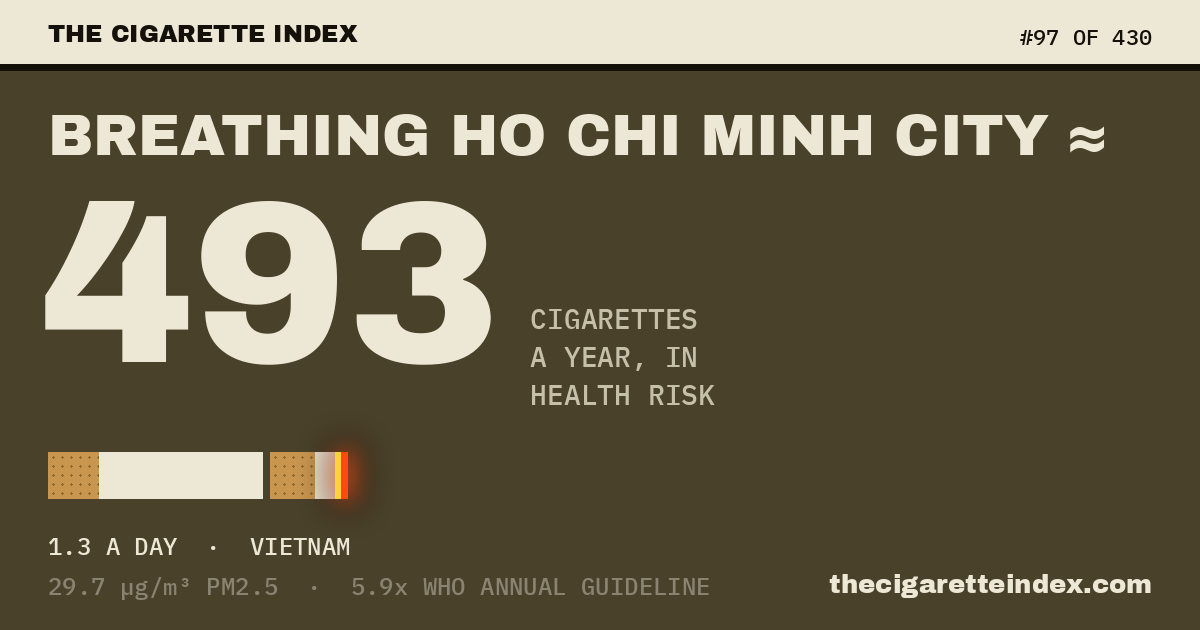 THE CIGARETTE INDEX
#97 OF 430
BREATHING HO CHI MINH CITY ≈
493
CIGARETTES
A YEAR, IN
HEALTH RISK
1.3 A DAY · VIETNAM
29.7 µg/m³ PM2.5 · 5.9x WHO ANNUAL GUIDELINE
thecigaretteindex.com